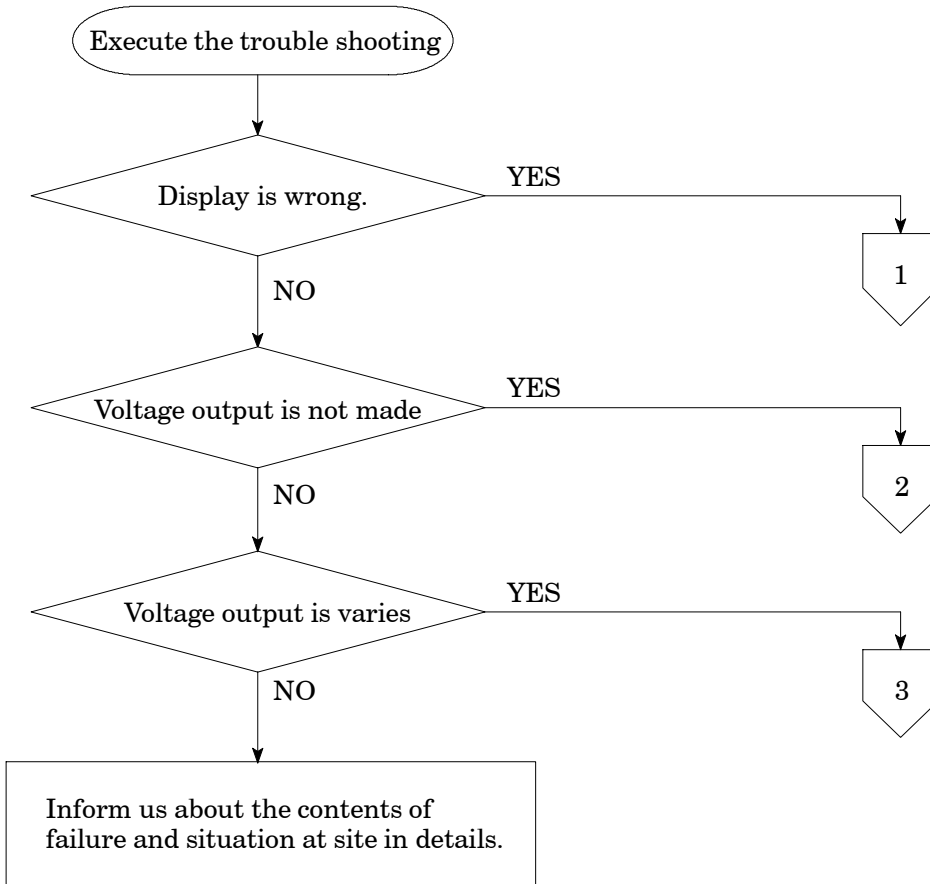 Execute the trouble shooting
Display is wrong.
YES
1
NO
Voltage output is not made
YES
2
NO
Voltage output is varies
YES
3
NO
Inform us about the contents of
failure and situation at site in details.